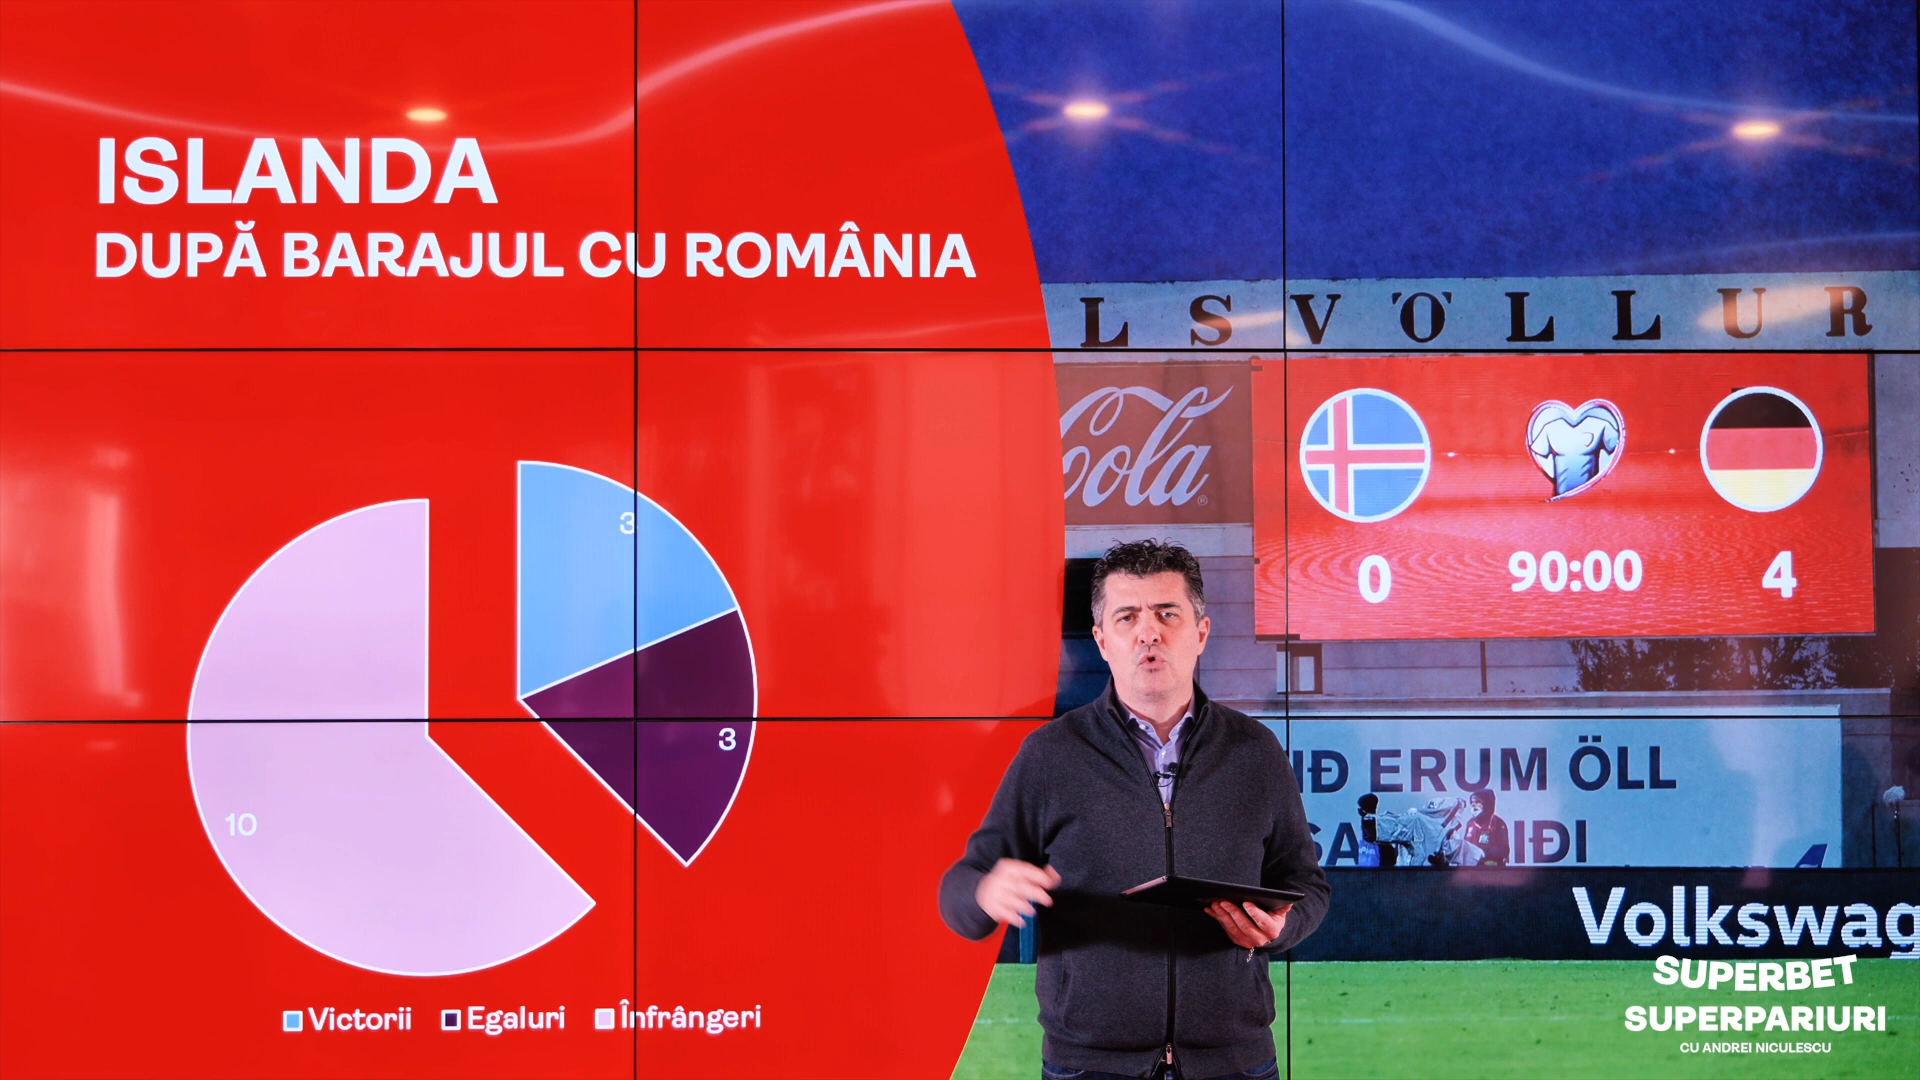 ISLANDA
DUPĂ BARAJUL CU ROMÂNIA
3
3
10
Victorii Egaluri Înfrângeri
LSVÖLLUR
Cola
0 90:00 4
IÐ ERUM ÖLL
IÐI
Volkswag
SUPERBET
SUPERPARIURI
CU ANDREI NICULESCU